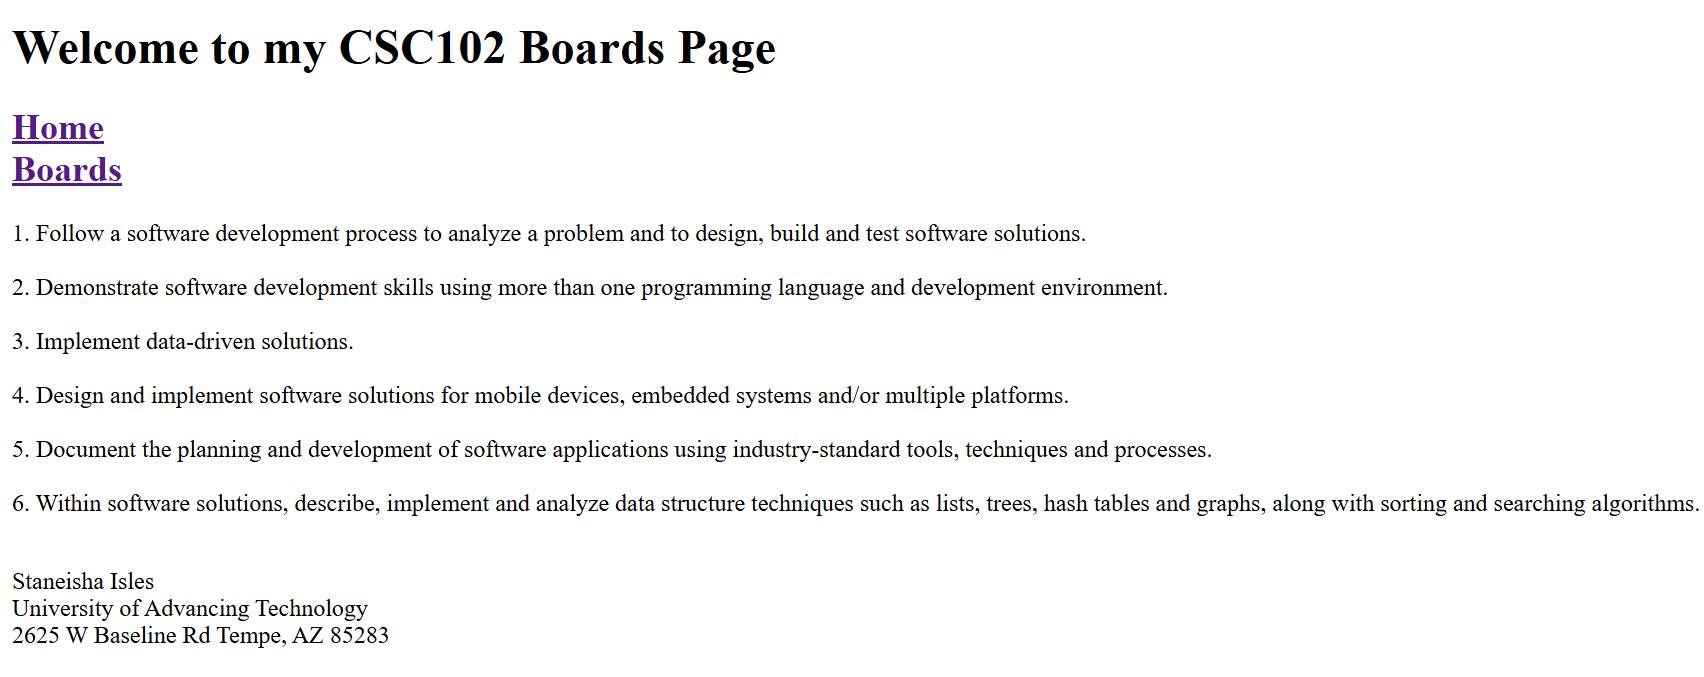 Welcome to my CSC102 Boards Page
Home
Boards
1. Follow a software development process to analyze a problem and to design, build and test software solutions.
2. Demonstrate software development skills using more than one programming language and development environment.
3. Implement data-driven solutions.
4. Design and implement software solutions for mobile devices, embedded systems and/or multiple platforms.
5. Document the planning and development of software applications using industry-standard tools, techniques and processes.
6. Within software solutions, describe, implement and analyze data structure techniques such as lists, trees, hash tables and graphs, along with sorting and searching algorithms.
Staneisha Isles
University of Advancing Technology
2625 W Baseline Rd Tempe, AZ 85283